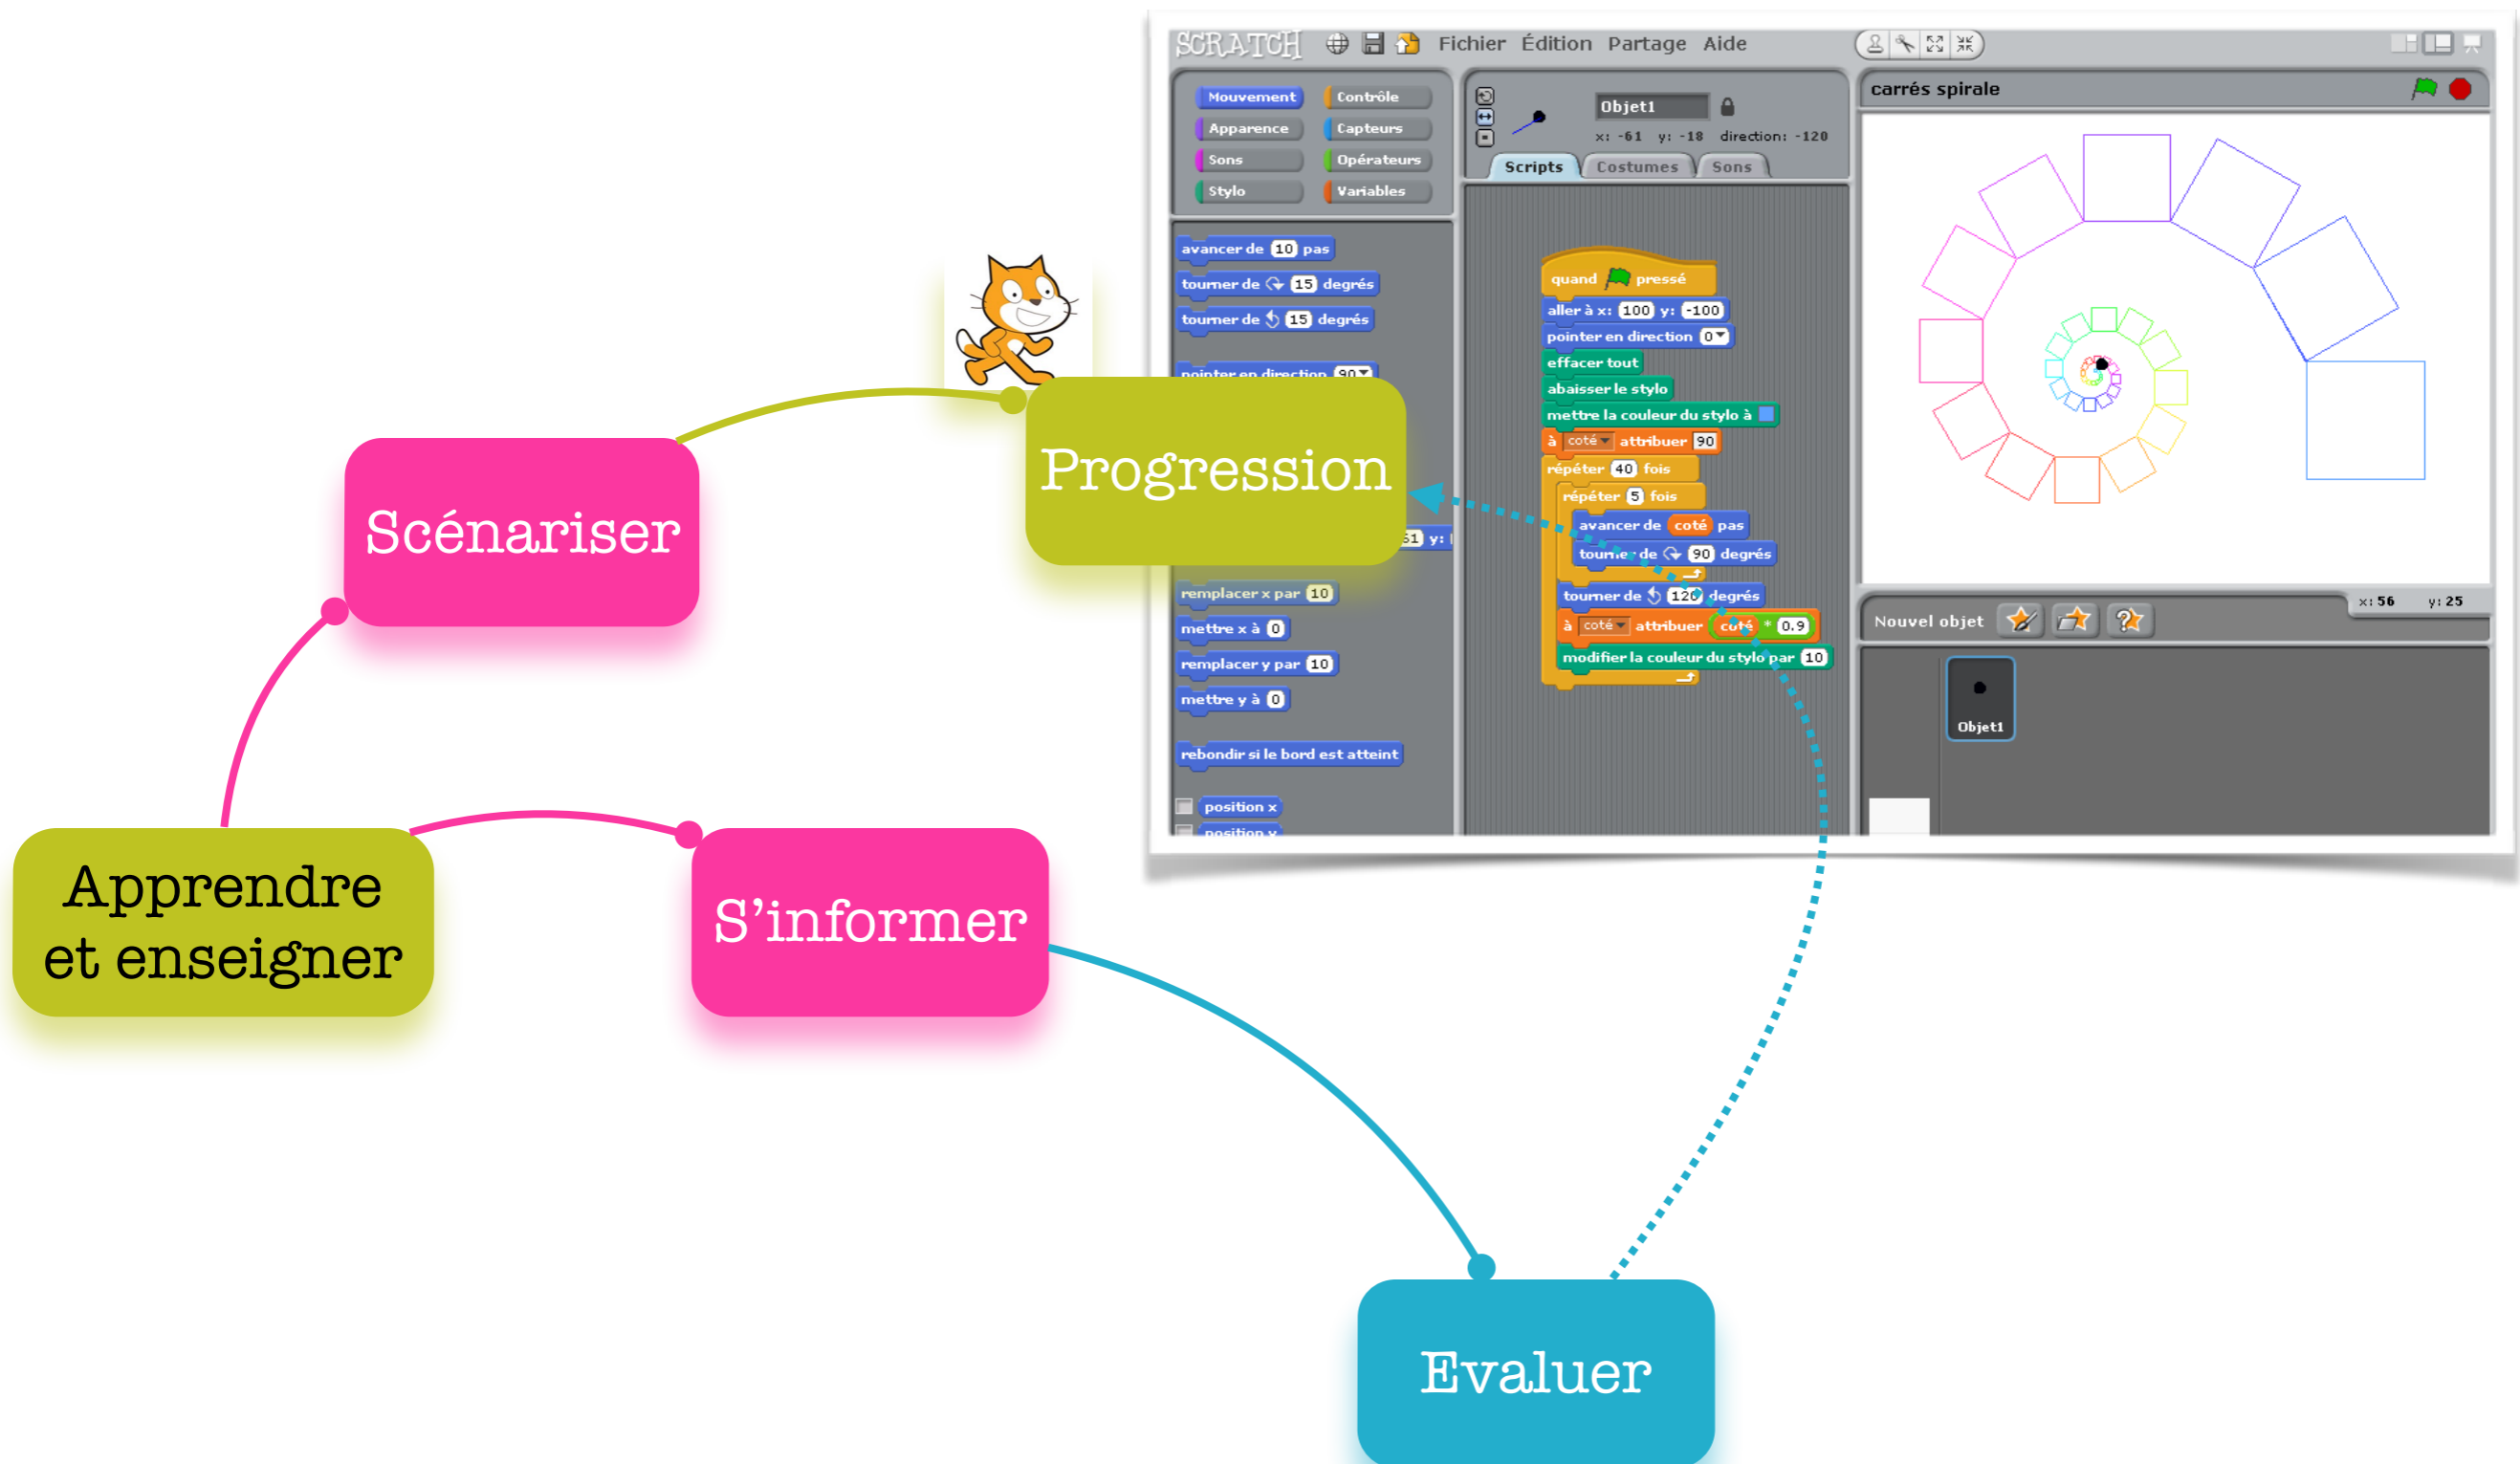 SCRATCH
Fichier Édition Partage Aide
Mouvement
Contrôle
Apparence
Capteurs
Sons
Opérateurs
Stylo
Variables
avancer de 10 pas
tourner de 15 degrés
tourner de 15 degrés
pointer en direction 90
y:
remplacer x par 10
mettre x à 0
remplacer y par 10
mettre y à 0
rebondir si le bord est atteint
position x
position y
Objet1
x: -61 y: -18 direction: -120
Scripts
Costumes
Sons
quand pressé
aller à x: 100 y: -100
pointer en direction 0
effacer tout
abaisser le stylo
mettre la couleur du stylo à
à coté attribuer 90
répéter 40 fois
répéter 5 fois
avancer de coté pas
tourner de 90 degrés
tourner de 120 degrés
à coté attribuer coté * 0.9
modifier la couleur du stylo par 10
carrés spirale
x: 56 y: 25
Nouvel objet
Objet1
Progression
Scénariser
Apprendre
et enseigner
S'informer
Evaluer